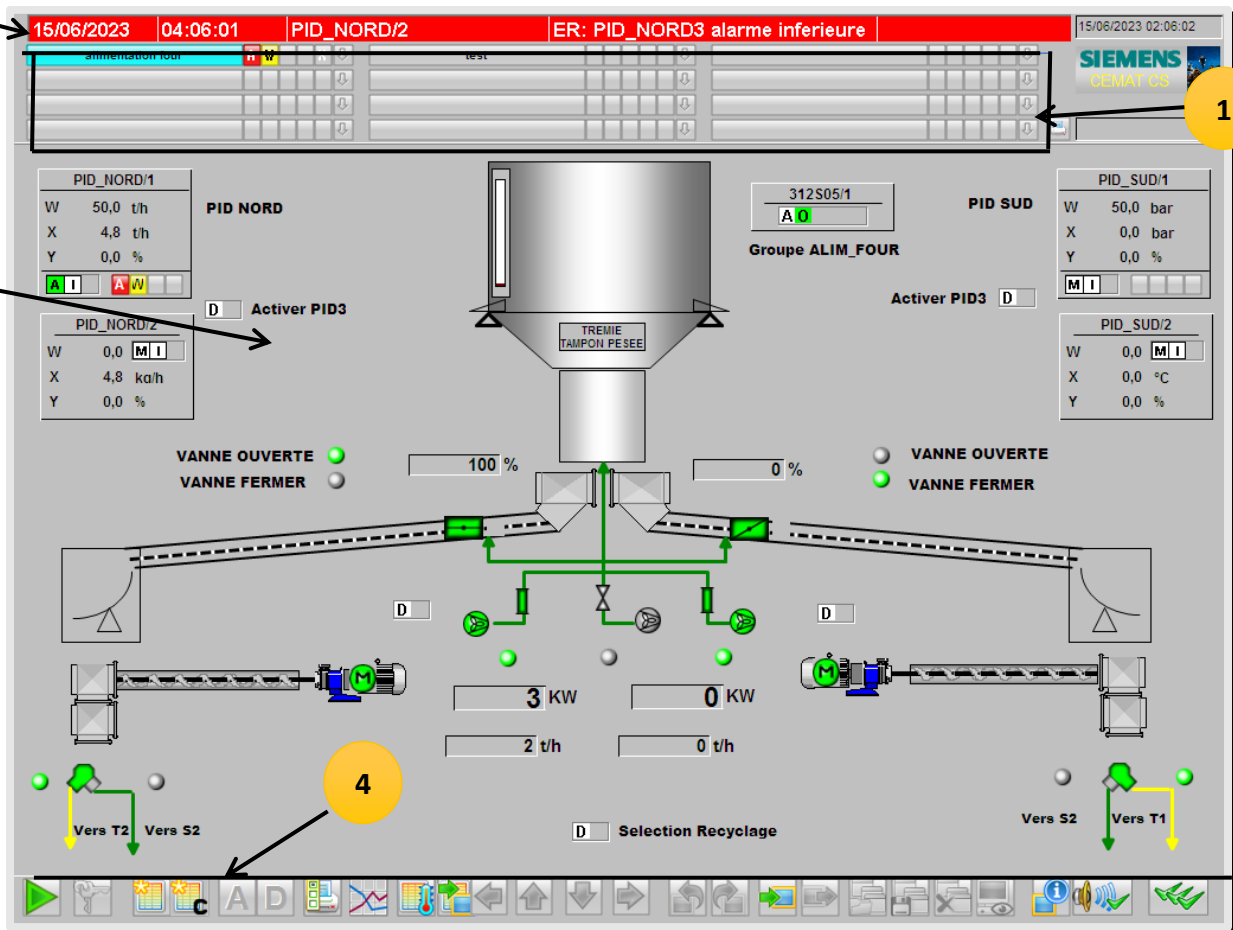 15/06/2023 04:06:01 PID_NORD/2 ER: PID_NORD3 alarme inferieure
15/06/2023 02:06:02
alimentation four A W A test
SIEMENS
CEMAT CS
1
PID_NORD/1
W 50,0 t/h
X 4,8 t/h
Y 0,0 %
A I A W
PID NORD
312S05/1
A O
Groupe ALIM_FOUR
PID SUD
PID_SUD/1
W 50,0 bar
X 0,0 bar
Y 0,0 %
M I
D Activer PID3
Activer PID3 D
PID_NORD/2
W 0,0 M I
X 4,8 kg/h
Y 0,0 %
TREMIE
TAMPON PESEE
PID_SUD/2
W 0,0 M I
X 0,0 °C
Y 0,0 %
VANNE OUVERTE
VANNE FERMER
100 %
0 %
VANNE OUVERTE
VANNE FERMER
D
D
M
M
3 KW
0 KW
2 t/h
0 t/h
4
Vers T2 Vers S2
D Selection Recyclage
Vers S2 Vers T1
C A D